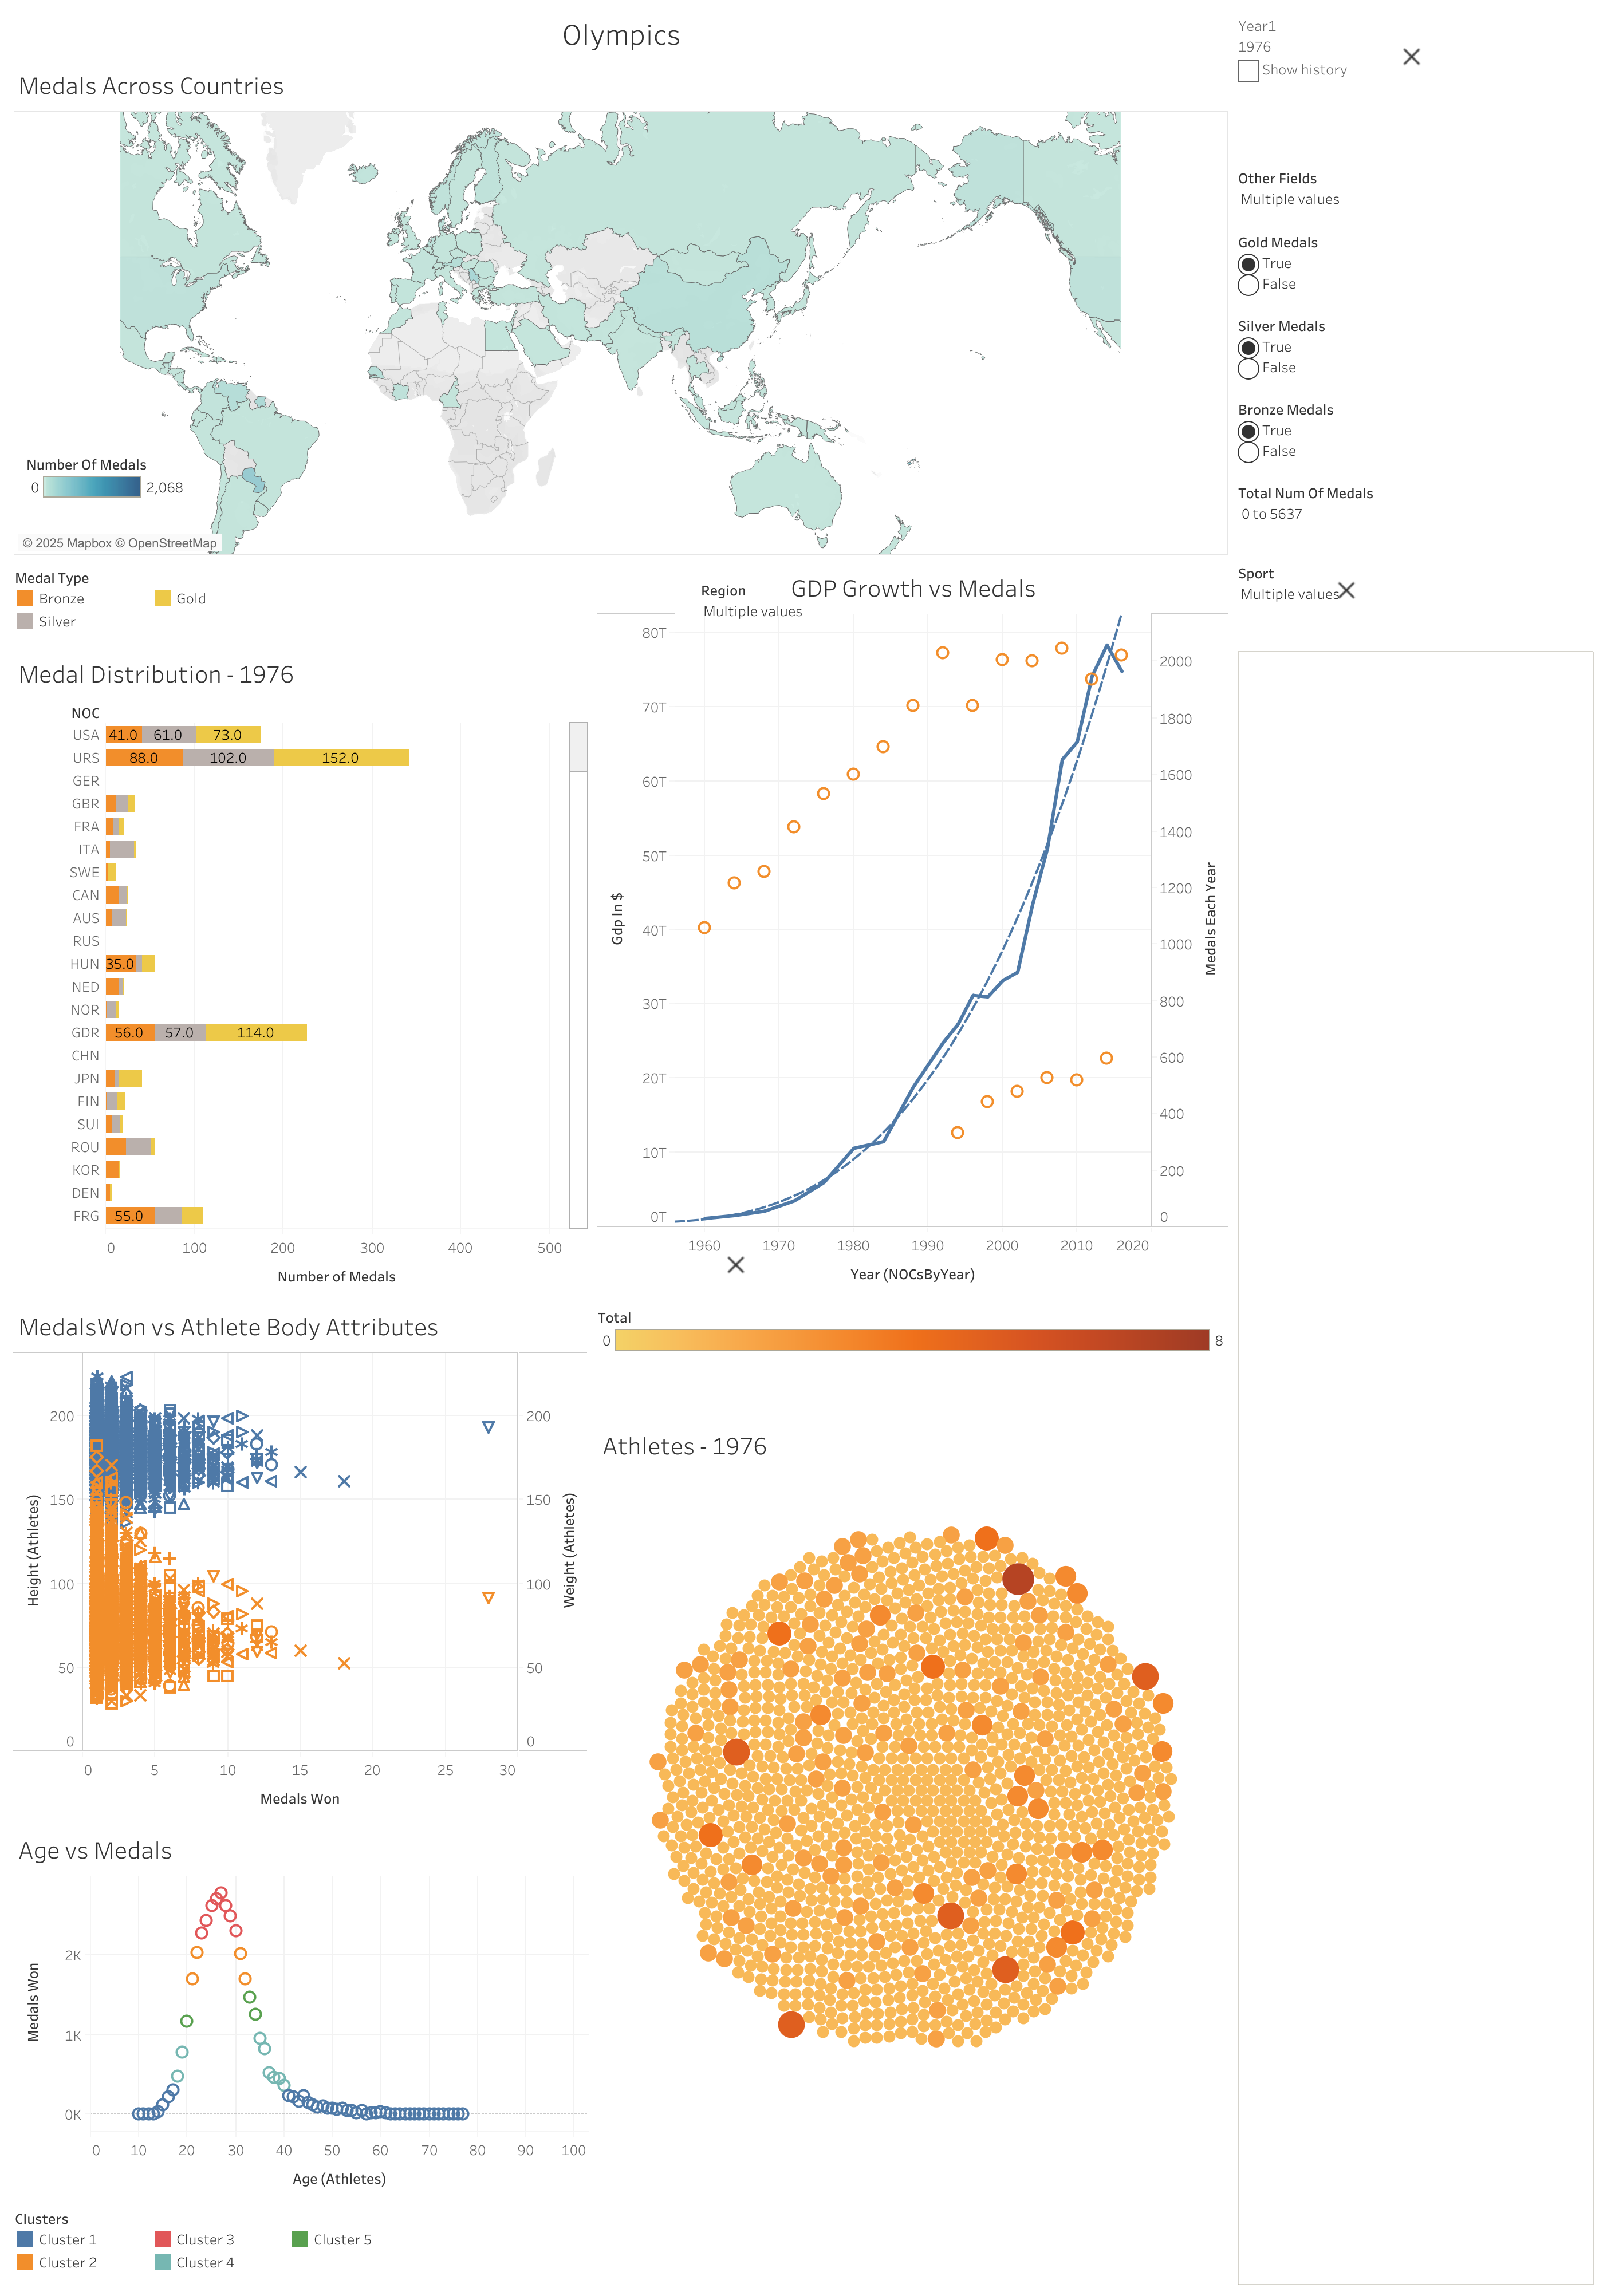 Olympics
Year1
1976
Show history
Medals Across Countries
Number Of Medals
0 2,068
© 2025 Mapbox © OpenStreetMap
Other Fields
Multiple values
Gold Medals
True
False
Silver Medals
True
False
Bronze Medals
True
False
Total Num Of Medals
0 to 5637
Sport
Multiple values
Medal Type
Bronze Gold
Silver
Medal Distribution - 1976
NOC
USA 41.0 61.0 73.0
URS 88.0 102.0 152.0
GER
GBR
FRA
ITA
SWE
CAN
AUS
RUS
HUN 35.0
NED
NOR
GDR 56.0 57.0 114.0
CHN
JPN
FIN
SUI
ROU
KOR
DEN
FRG 55.0
0 100 200 300 400 500
Number of Medals
Region
Multiple values
GDP Growth vs Medals
80T
70T
60T
50T
40T
30T
20T
10T
0T
Gdp In $
2000
1800
1600
1400
1200
1000
800
600
400
200
0
Medals Each Year
1960 1970 1980 1990 2000 2010 2020
Year (NOCsByYear)
MedalsWon vs Athlete Body Attributes
200
150
100
50
0
Height (Athletes)
200
150
100
50
0
Weight (Athletes)
0 5 10 15 20 25 30
Medals Won
Total
0 8
Athletes - 1976
Age vs Medals
2K
1K
0K
Medals Won
0 10 20 30 40 50 60 70 80 90 100
Age (Athletes)
Clusters
Cluster 1 Cluster 3 Cluster 5
Cluster 2 Cluster 4